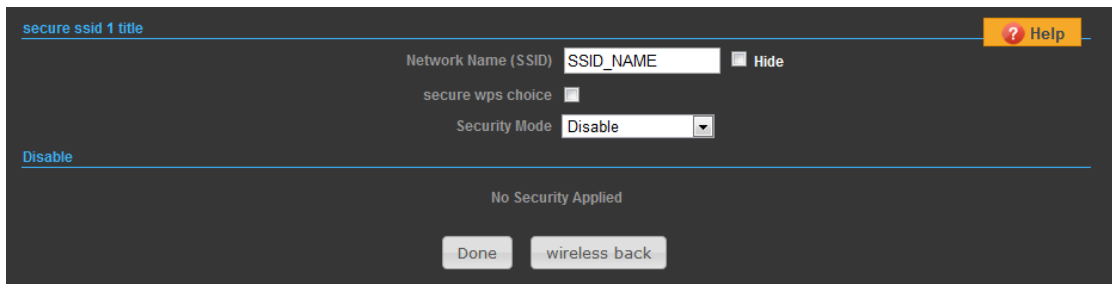 secure ssid 1 title
? Help
Network Name (SSID) SSID_NAME Hide
secure wps choice
Security Mode Disable
Disable
No Security Applied
Done wireless back